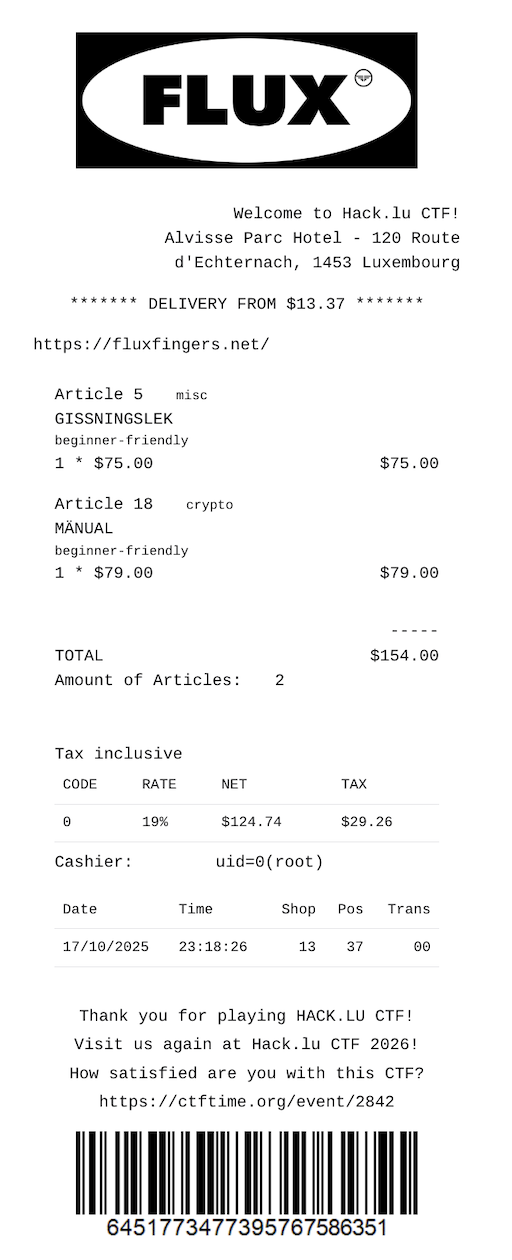 FLUX
Welcome to Hack.lu CTF!
Alvisse Parc Hotel - 120 Route
d'Echternach, 1453 Luxembourg
******* DELIVERY FROM $13.37 *******
https://fluxfingers.net/
Article 5 misc
GISSNINGSLEK
beginner-friendly
1 * $75.00 $75.00
Article 18 crypto
MÄNUAL
beginner-friendly
1 * $79.00 $79.00
-----
TOTAL $154.00
Amount of Articles: 2
Tax inclusive
CODE RATE NET TAX
0 19% $124.74 $29.26
Cashier: uid=0(root)
Date Time Shop Pos Trans
17/10/2025 23:18:26 13 37 00
Thank you for playing HACK.LU CTF!
Visit us again at Hack.lu CTF 2026!
How satisfied are you with this CTF?
https://ctftime.org/event/2842
64517734773957675 86351